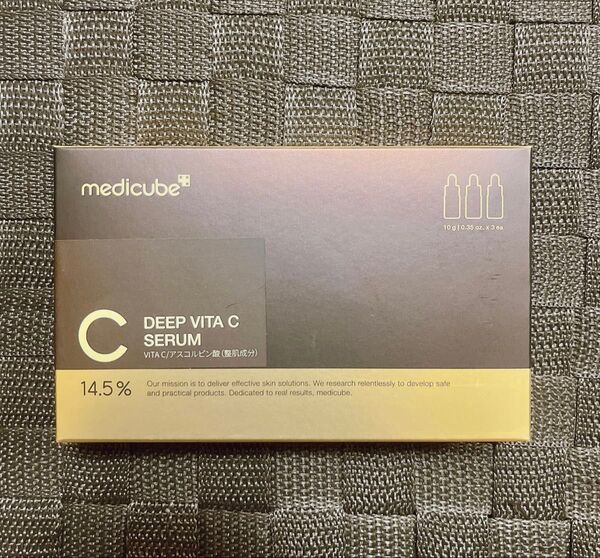 medicube
10 g | 0.35 oz. x 3 ea
C
DEEP VITA C
SERUM
VITA C/アスコルビン酸(整肌成分)
14.5%
Our mission is to deliver effective skin solutions. We research relentlessly to develop safe
and practical products. Dedicated to real results, medicube.